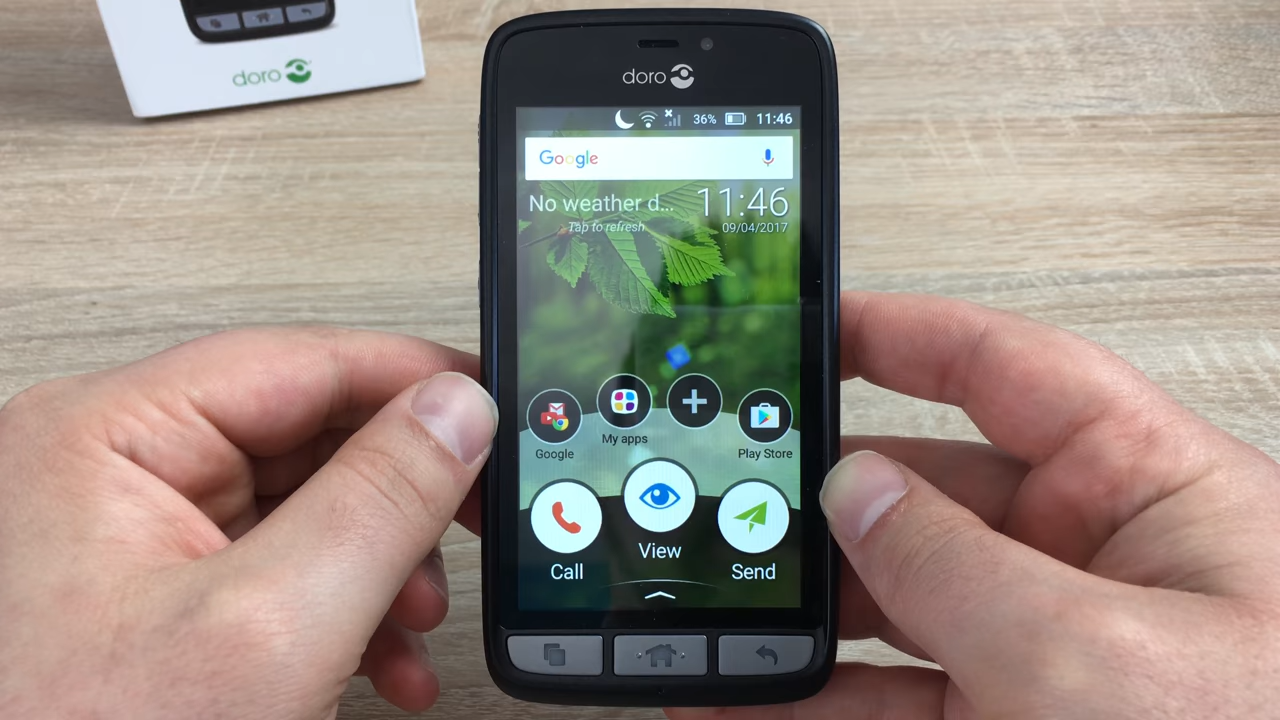 doro
doro
36% 11:46
Google
No weather d... 11:46
Tap to refresh 09/04/2017
My apps
Google Play Store
View
Call Send